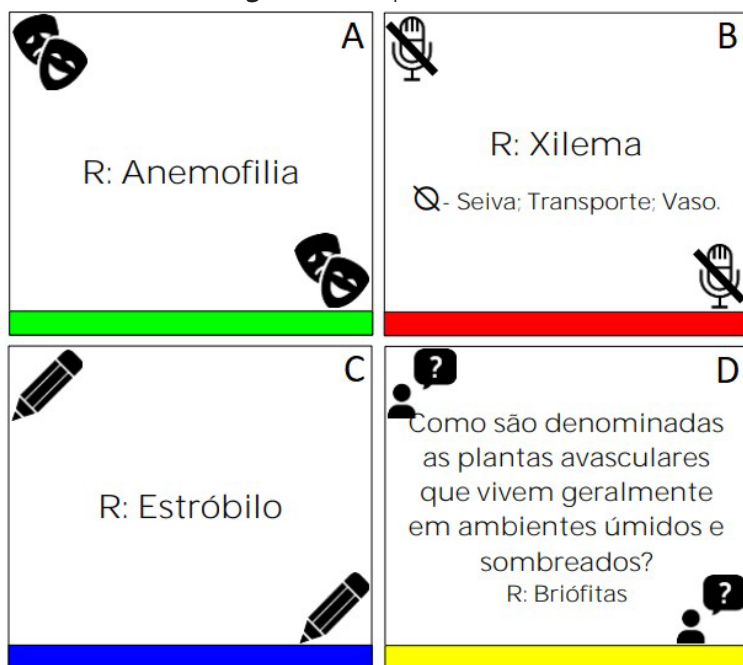 A
R: Anemofilia
B
R: Xilema
- Seiva; Transporte; Vaso.
C
R: Estróbilo
?
D
Como são denominadas
as plantas avasculares
que vivem geralmente
em ambientes úmidos e
sombreados?
R: Briófitas
?